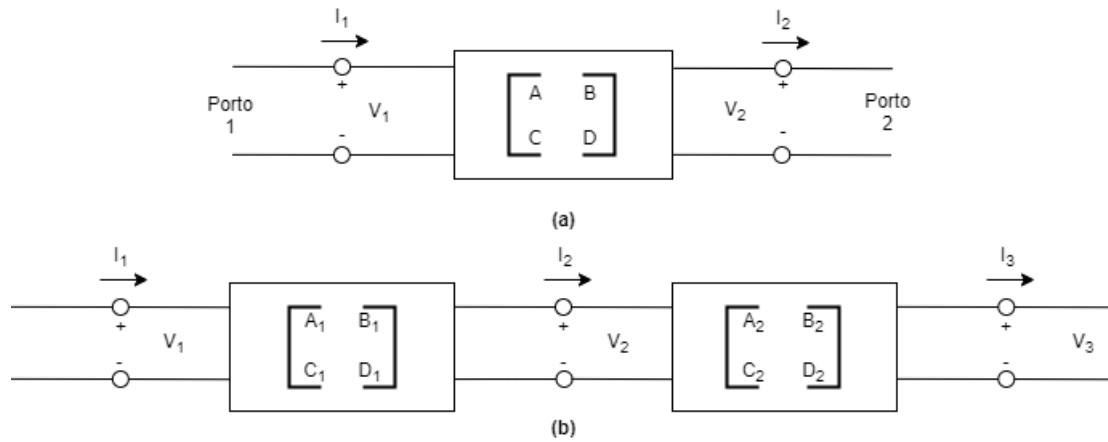 I1 I2
Porto 1 + - V1 A B C D V2 + - Porto 2
(a)
I1 I2 I3
+ - V1 A1 B1 C1 D1 + - V2 A2 B2 C2 D2 + - V3
(b)